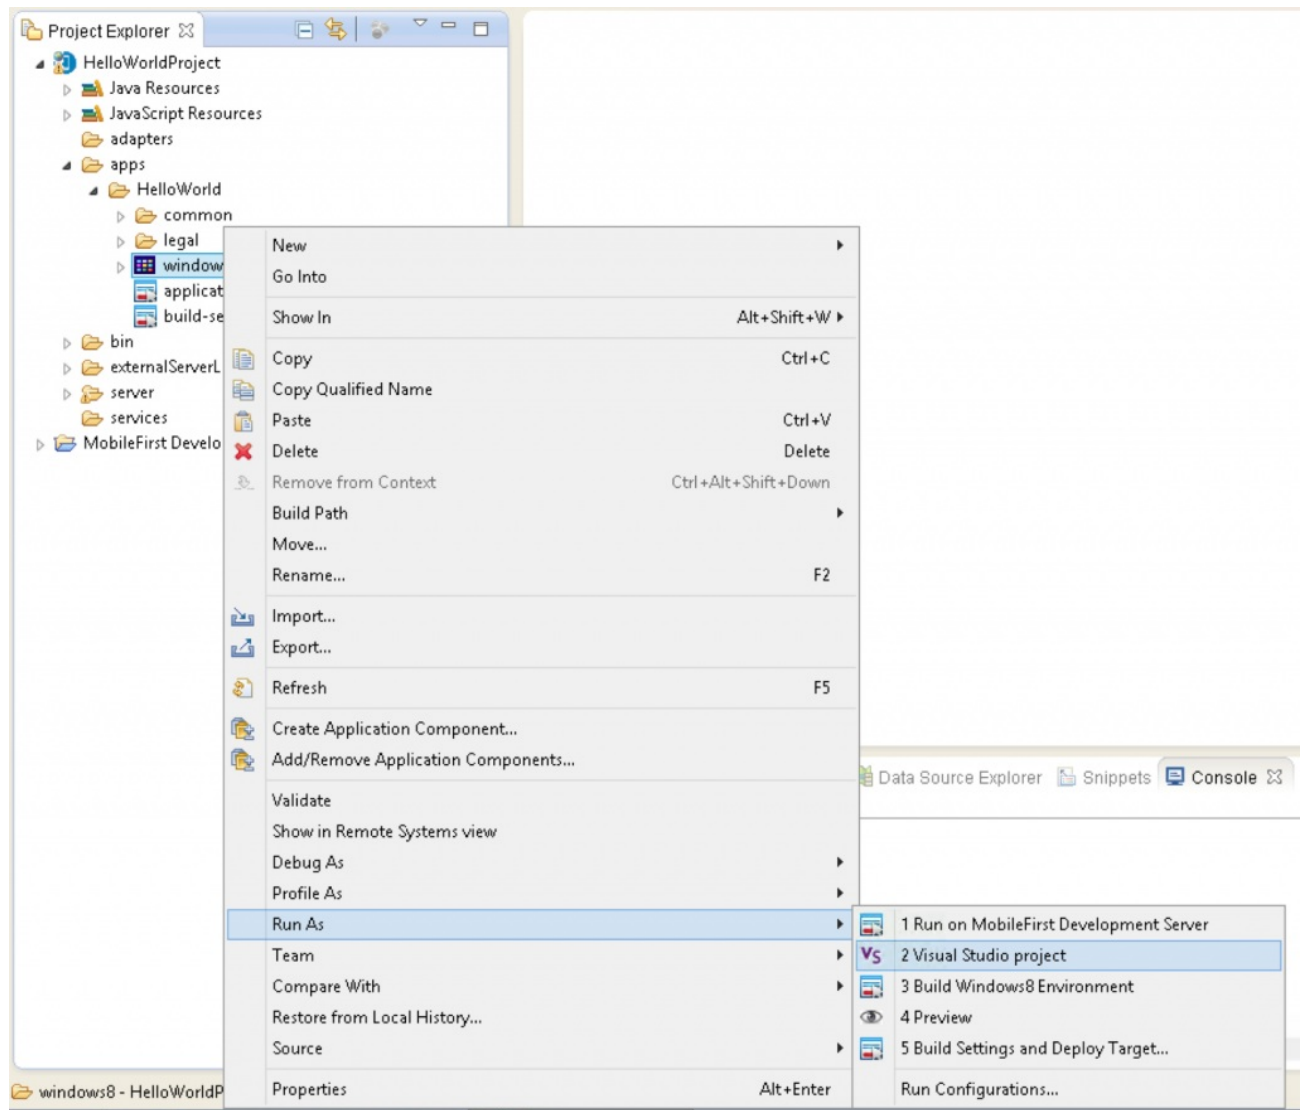 Project Explorer
HelloWorldProject
Java Resources
JavaScript Resources
adapters
apps
HelloWorld
common
legal
window
applicat
build-se
bin
externalServerL
server
services
MobileFirst Develo
New
Go Into
Show In Alt+Shift+W
Copy Ctrl+C
Copy Qualified Name
Paste Ctrl+V
Delete Delete
Remove from Context Ctrl+Alt+Shift+Down
Build Path
Move...
Rename... F2
Import...
Export...
Refresh F5
Create Application Component...
Add/Remove Application Components...
Validate
Show in Remote Systems view
Debug As
Profile As
Run As
Team
Compare With
Restore from Local History...
Source
Properties Alt+Enter
Data Source Explorer Snippets Console
1 Run on MobileFirst Development Server
VS 2 Visual Studio project
3 Build Windows8 Environment
4 Preview
5 Build Settings and Deploy Target...
Run Configurations...
windows8 - HelloWorldP